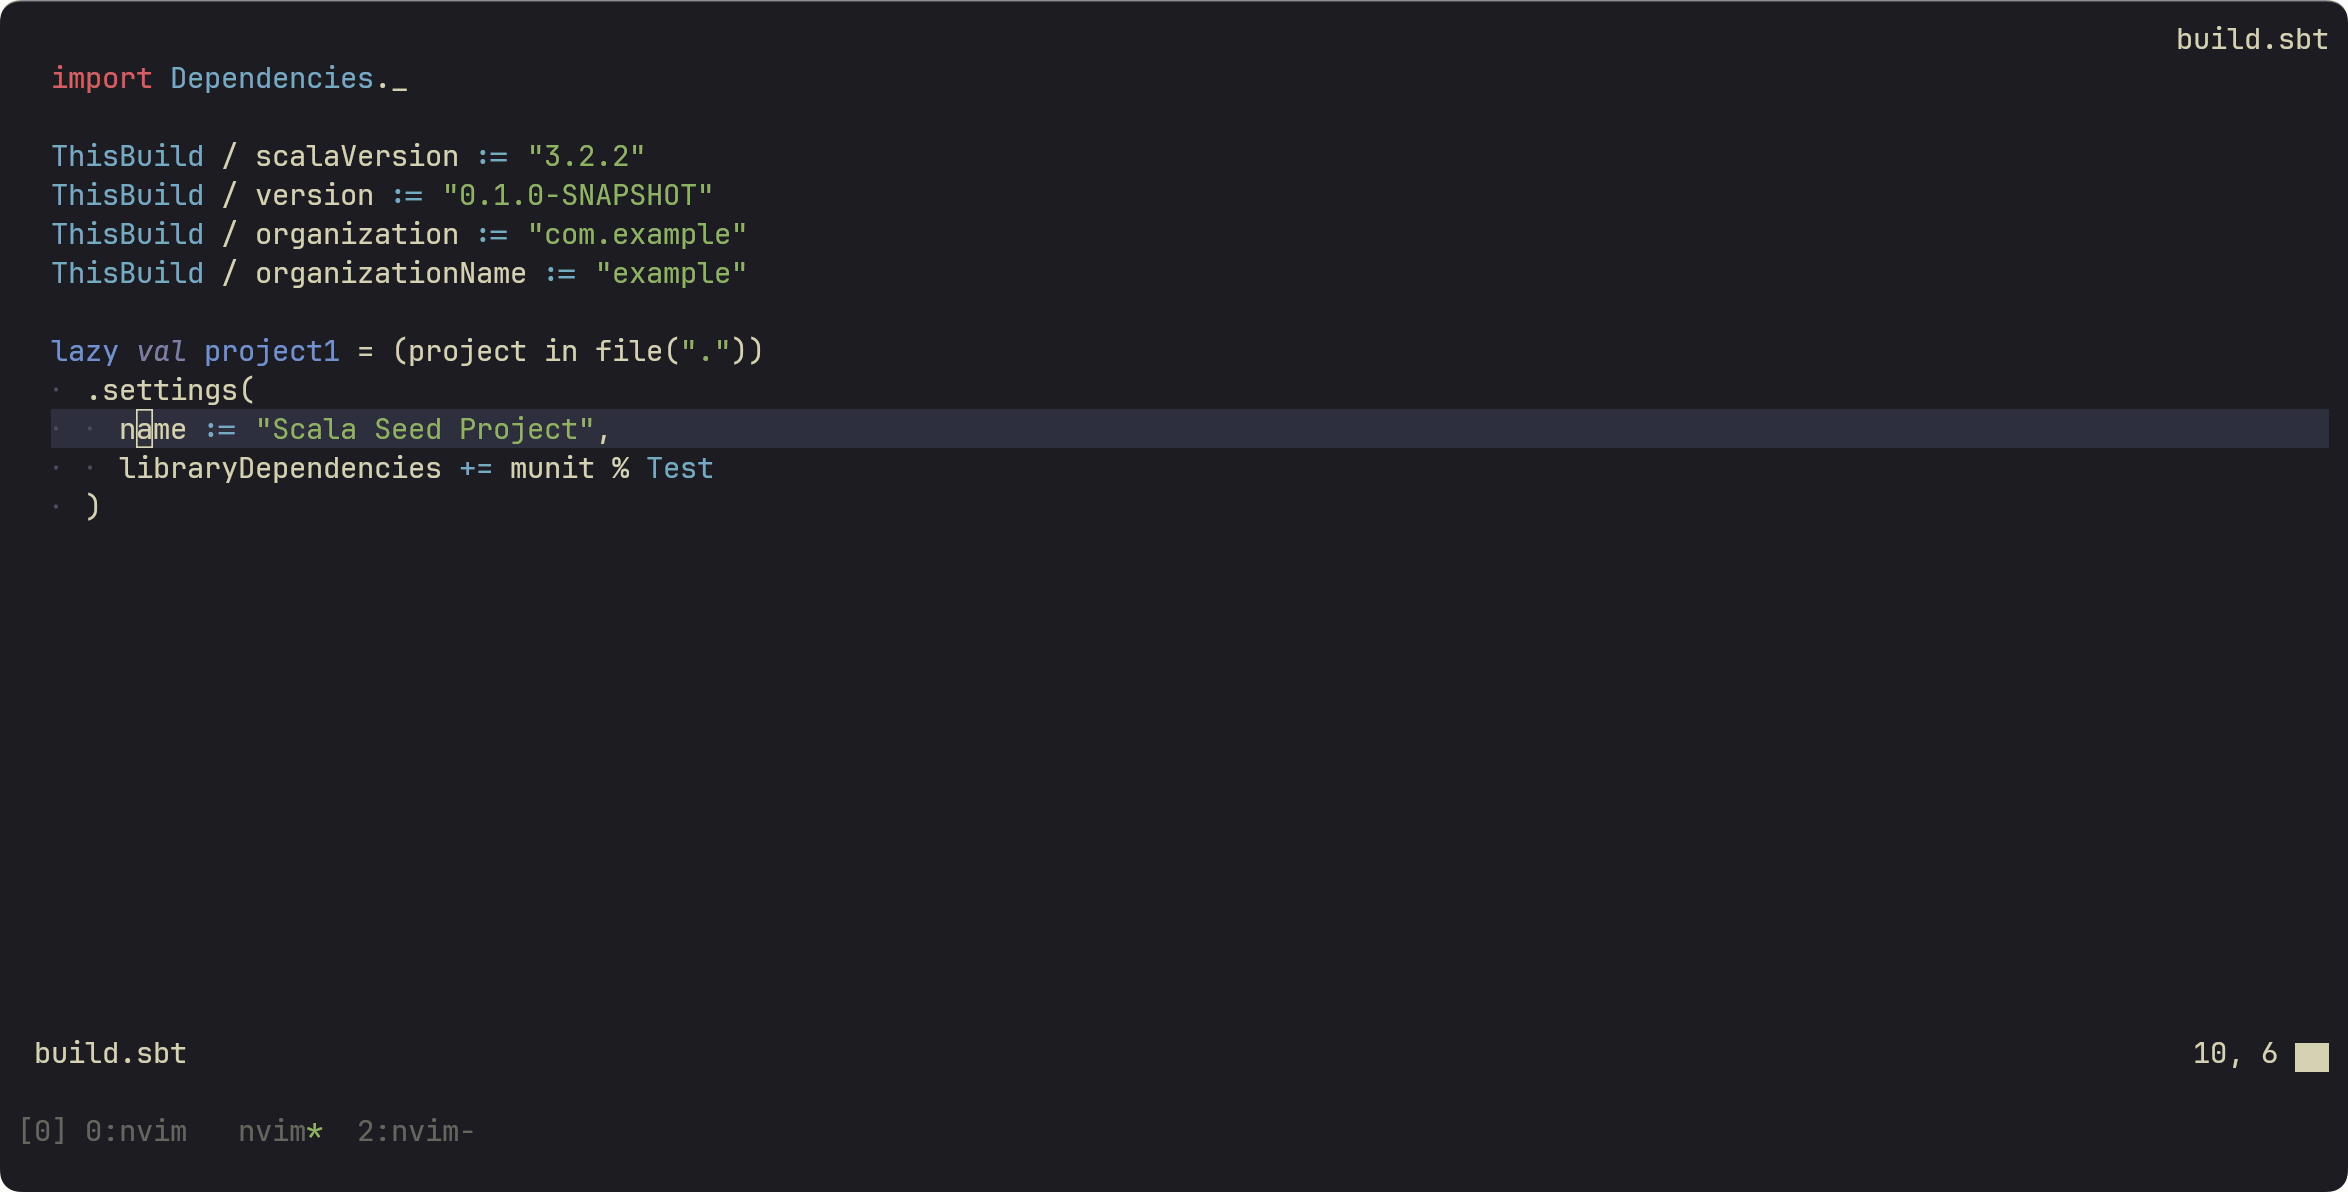 build.sbt
import Dependencies._
ThisBuild / scalaVersion := "3.2.2"
ThisBuild / version := "0.1.0-SNAPSHOT"
ThisBuild / organization := "com.example"
ThisBuild / organizationName := "example"
lazy val project1 = (project in file("."))
· .settings(
· · name := "Scala Seed Project",
· · libraryDependencies += munit % Test
· )
build.sbt
10, 6
[0] 0:nvim nvim* 2:nvim-